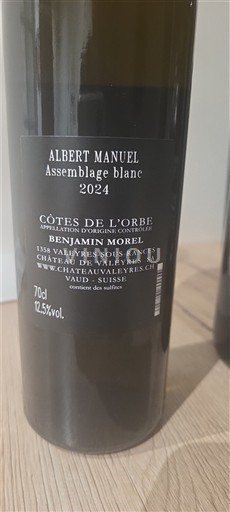 ALBERT MANUEL
Assemblage blanc
2024
CÔTES DE L'ORBE
APPELLATION D'ORIGINE CONTRÔLÉE
BENJAMIN MOREL
1358 VALEYRES-SOUS-RANCES
CHÂTEAU DE VALEYRES
WWW.CHATEAUVALEYRES.CH
VAUD - SUISSE
contient des sulfites
70cl
12.5%vol.